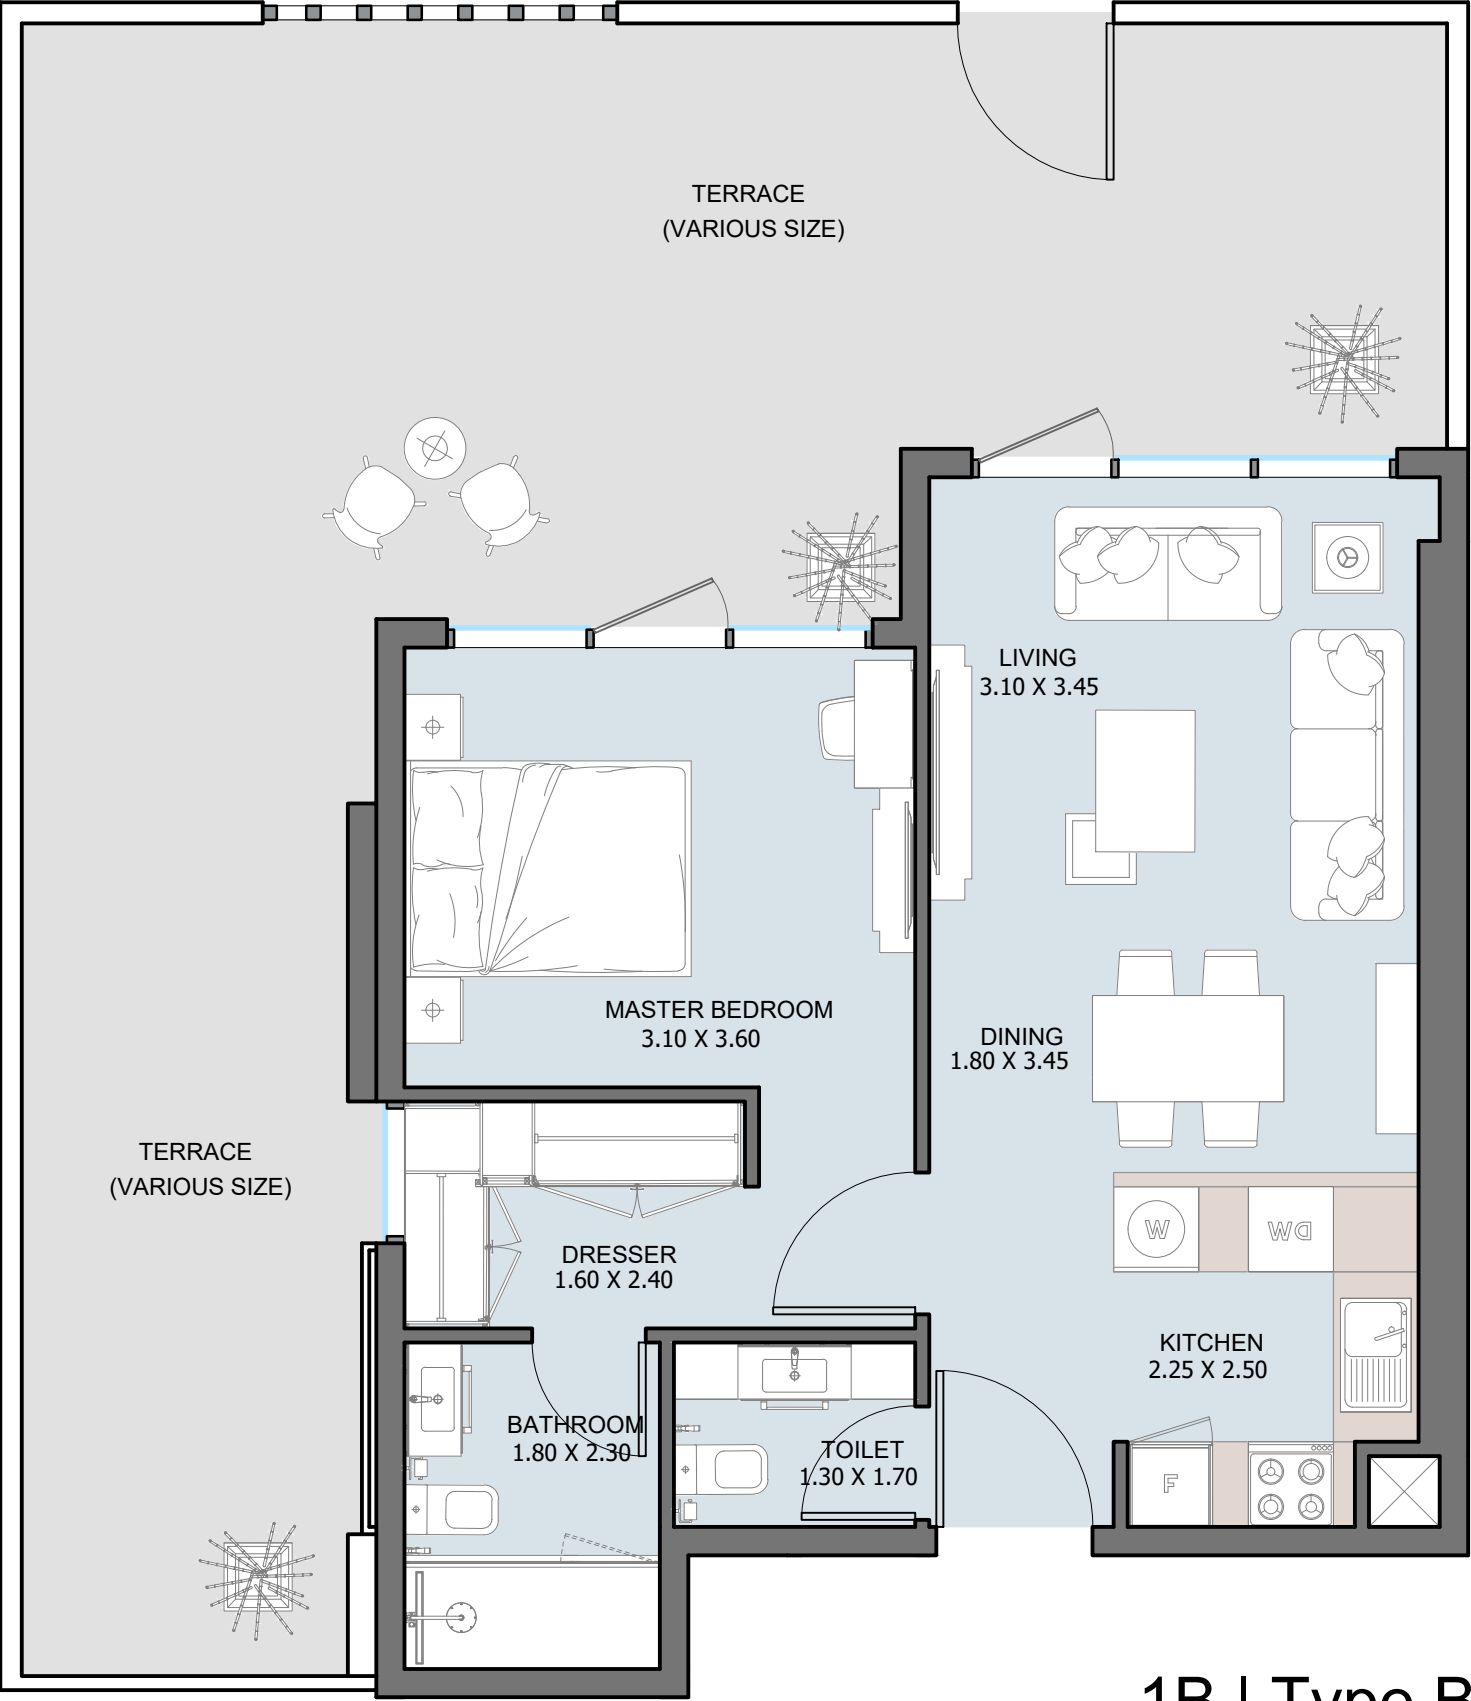 TERRACE
(VARIOUS SIZE)
LIVING
3.10 X 3.45
MASTER BEDROOM
3.10 X 3.60
DINING
1.80 X 3.45
TERRACE
(VARIOUS SIZE)
W
DW
DRESSER
1.60 X 2.40
KITCHEN
2.25 X 2.50
BATHROOM
1.80 X 2.30
TOILET
1.30 X 1.70
F
1B | Type B